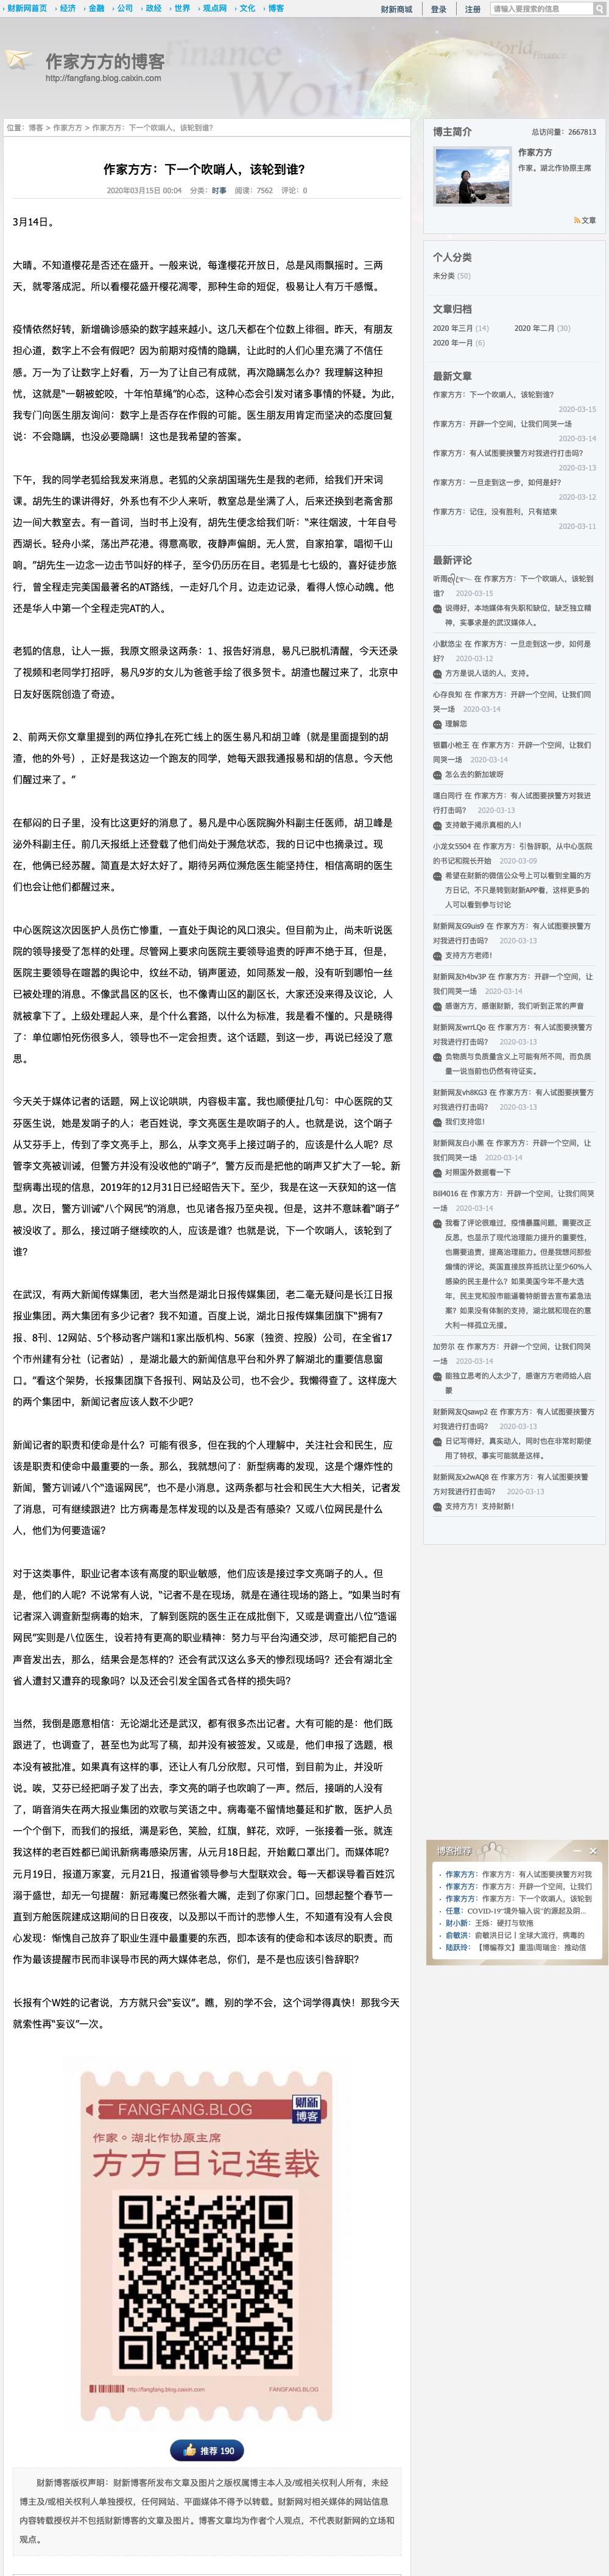 › 财新网首页 › 经济 › 金融 › 公司 › 政经 › 世界 › 观点网 › 文化 › 博客
财新商城 登录 注册 请输入要搜索的信息
作家方方的博客
http://fangfang.blog.caixin.com
位置：博客 > 作家方方 > 作家方方：下一个吹哨人，该轮到谁？
作家方方：下一个吹哨人，该轮到谁？
2020年03月15日 00:04 分类：时事 阅读：7562 评论：0
3月14日。
大晴。不知道樱花是否还在盛开。一般来说，每逢樱花开放日，总是风雨飘摇时。三两
天，就零落成泥。所以看樱花盛开樱花凋零，那种生命的短促，极易让人有万千感慨。
疫情依然好转，新增确诊感染的数字越来越小。这几天都在个位数上徘徊。昨天，有朋友
担心道，数字上不会有假吧？因为前期对疫情的隐瞒，让此时的人们心里充满了不信任
感。万一为了让数字上好看，万一为了让自己有成就，再次隐瞒怎么办？我理解这种担
忧，这就是“一朝被蛇咬，十年怕草绳”的心态，这种心态会引发对诸多事情的怀疑。为此，
我专门向医生朋友询问：数字上是否存在作假的可能。医生朋友用肯定而坚决的态度回复
说：不会隐瞒，也没必要隐瞒！这也是我希望的答案。
下午，我的同学老狐给我发来消息。老狐的父亲胡国瑞先生是我的老师，给我们开宋词
课。胡先生的课讲得好，外系也有不少人来听，教室总是坐满了人，后来还换到老斋舍那
边一间大教室去。有一首词，当时书上没有，胡先生便念给我们听：“来往烟波，十年自号
西湖长。轻舟小桨，荡出芦花港。得意高歌，夜静声偏朗。无人赏，自家拍掌，唱彻千山
响。”胡先生一边念一边击节叫好的样子，至今仍历历在目。老狐是七七级的，喜好徒步旅
行，曾全程走完美国最著名的AT路线，一走好几个月。边走边记录，看得人惊心动魄。他
还是华人中第一个全程走完AT的人。
老狐的信息，让人一振，我原文照录这两条：1、报告好消息，易凡已脱机清醒，今天还录
了视频和老同学打招呼，易凡9岁的女儿为爸爸手绘了很多贺卡。胡渣也醒过来了，北京中
日友好医院创造了奇迹。
2、前两天你文章里提到的两位挣扎在死亡线上的医生易凡和胡卫峰（就是里面提到的胡
渣，他的外号），正好是我这边一个跑友的同学，她每天跟我通报易和胡的信息。今天他
们醒过来了。”
在郁闷的日子里，没有比这更好的消息了。易凡是中心医院胸外科副主任医师，胡卫峰是
泌外科副主任。前几天报纸上还登载了他们尚处于濒危状态，我的日记中也摘录过。现
在，他俩已经苏醒。简直是太好太好了。期待另两位濒危医生能坚持住，相信高明的医生
们也会让他们都醒过来。
中心医院这次因医护人员伤亡惨重，一直处于舆论的风口浪尖。但目前为止，尚未听说医
院的领导接受了怎样的处理。尽管网上要求向医院主要领导追责的呼声不绝于耳，但是，
医院主要领导在喧嚣的舆论中，纹丝不动，销声匿迹，如同蒸发一般，没有听到哪怕一丝
已被处理的消息。不像武昌区的区长，也不像青山区的副区长，大家还没来得及议论，人
就被拿下了。上级处理起人来，是个什么套路，以什么为标准，我是一概看不懂的。只是晓得
了：单位哪怕死伤很多人，领导也不一定会担责。这个话题，到这一步，再说已经没了意
思。
今天关于媒体记者的话题，网上议论哄哄，内容极丰富。我也顺便扯几句：中心医院的艾
芬医生说，她是发哨子的人；老百姓说，李文亮医生是吹哨子的人。也就是说，这个哨子
从艾芬手上，传到了李文亮手上，那么，从李文亮手上接过哨子的，应该是什么人呢？尽
管李文亮被训诫，但警方并没有没收他的“哨子”，警方反而是把他的哨声又扩大了一轮。新
型病毒出现的信息，2019年的12月31日已经昭告天下。至少，我是在这一天获知的这一信
息。次日，警方训诫“八个网民”的消息，也见诸各报乃至央视。但是，这并不意味着“哨子”
被没收了。那么，接过哨子继续吹的人，应该是谁？也就是说，下一个吹哨人，该轮到了
谁？
在武汉，有两大新闻传媒集团，老大当然是湖北日报传媒集团，老二毫无疑问是长江日报
报业集团。两大集团有多少记者？我不知道。百度上说，湖北日报传媒集团旗下“拥有7
报、8刊、12网站、5个移动客户端和1家出版机构、56家（独资、控股）公司，在全省17
个市州建有分社（记者站），是湖北最大的新闻信息平台和外界了解湖北的重要信息窗
口。”看这个架势，长报集团旗下各报刊、网站及公司，也不会少。我懒得查了。这样庞大
的两个集团中，新闻记者应该人数不少吧？
新闻记者的职责和使命是什么？可能有很多，但在我的个人理解中，关注社会和民生，应
该是职责和使命中最重要的一条。那么，我就想问了：新型病毒的发现，这是个爆炸性的
新闻，警方训诫八个“造谣网民”，也不是小消息。这两条都与社会和民生大大相关，记者发
了消息，可有继续跟进？比方病毒是怎样发现的以及是否有感染？又或八位网民是什么
人，他们为何要造谣？
对于这类事件，职业记者本该有高度的职业敏感，他们应该是接过李文亮哨子的人。但
是，他们的人呢？不说常有人说，“记者不是在现场，就是在通往现场的路上。”如果当时有
记者深入调查新型病毒的始末，了解到医院的医生正在成批倒下，又或是调查出八位“造谣
网民”实则是八位医生，设若持有更高的职业精神：努力与平台沟通交涉，尽可能把自己的
声音发出去，那么，结果会是怎样的？还会有武汉这么多天的惨烈现场吗？还会有湖北全
省人遭封又遭弃的现象吗？以及还会引发全国各式各样的损失吗？
当然，我倒是愿意相信：无论湖北还是武汉，都有很多杰出记者。大有可能的是：他们既
跟进了，也调查了，甚至也为此写了稿，却并没有被签发。又或是，他们申报了选题，根
本没有被批准。如果真有这样的事，还让人有几分欣慰。只可惜，到目前为止，并没听
说。唉，艾芬已经把哨子发了出去，李文亮的哨子也吹响了一声。然后，接哨的人没有
了，哨音消失在两大报业集团的欢歌与笑语之中。病毒毫不留情地蔓延和扩散，医护人员
一个个倒下，而我们的报纸，满是彩色，笑脸，红旗，鲜花，欢呼，一张接着一张。就连
我这样的老百姓都已闻讯新病毒感染厉害，从元月18日起，开始戴口罩出门。而媒体呢？
元月19日，报道万家宴，元月21日，报道省领导参与大型联欢会。每一天都误导着百姓沉
溺于盛世，却无一句提醒：新冠毒魔已然张着大嘴，走到了你家门口。回想起整个春节一
直到方舱医院建成这期间的日日夜夜，以及那以千而计的悲惨人生，不知道有没有人会良
心发现：惭愧自己放弃了职业生涯中最重要的东西，即本该有的使命和本该尽的职责。而
作为最该提醒市民而非误导市民的两大媒体老总，你们，是不是也应该引咎辞职？
长报有个W姓的记者说，方方就只会“妄议”。瞧，别的学不会，这个词学得真快！那我今天
就索性再“妄议”一次。
FANGFANG.BLOG 财新博客
作家。湖北作协原主席
方方日记连载
http://fangfang.blog.caixin.com FANGFANG.BLOG
推荐 190
财新博客版权声明：财新博客所发布文章及图片之版权属博主本人及/或相关权利人所有，未经
博主及/或相关权利人单独授权，任何网站、平面媒体不得予以转载。财新网对相关媒体的网站信息
内容转载授权并不包括财新博客的文章及图片。博客文章均为作者个人观点，不代表财新网的立场和
观点。
博主简介 总访问量：2667813
作家方方
作家。湖北作协原主席
文章
个人分类
未分类 (50)
文章归档
2020 年三月 (14) 2020 年二月 (30)
2020 年一月 (6)
最新文章
作家方方：下一个吹哨人，该轮到谁？
2020-03-15
作家方方：开辟一个空间，让我们同哭一场
2020-03-14
作家方方：有人试图要挟警方对我进行打击吗？
2020-03-13
作家方方：一旦走到这一步，如何是好？
2020-03-12
作家方方：记住，没有胜利，只有结束
2020-03-11
最新评论
听雨 在 作家方方：下一个吹哨人，该轮到
谁？ 2020-03-15
说得好，本地媒体有失职和缺位，缺乏独立精
神，实事求是的武汉媒体人。
小默悠尘 在 作家方方：一旦走到这一步，如何是
好？ 2020-03-12
方方是说人话的人，支持。
心存良知 在 作家方方：开辟一个空间，让我们同
哭一场 2020-03-14
理解您
银霸小枪王 在 作家方方：开辟一个空间，让我们
同哭一场 2020-03-14
怎么去的新加坡呀
嚯白同行 在 作家方方：有人试图要挟警方对我进
行打击吗？ 2020-03-13
支持敢于揭示真相的人！
小龙女5504 在 作家方方：引咎辞职，从中心医院
的书记和院长开始 2020-03-09
希望在财新的微信公众号上可以看到全篇的方
方日记，不只是转到财新APP看，这样更多的
人可以看到参与讨论
财新网友G9uis9 在 作家方方：有人试图要挟警方
对我进行打击吗？ 2020-03-13
支持方方老师！
财新网友h4bv3P 在 作家方方：开辟一个空间，让
我们同哭一场 2020-03-14
感谢方方，感谢财新，我们听到正常的声音
财新网友wrrLQo 在 作家方方：有人试图要挟警方
对我进行打击吗？ 2020-03-13
负物质与负质量含义上可能有所不同，而负质
量一说当前也仍然有待证实。
财新网友vh8KG3 在 作家方方：有人试图要挟警方
对我进行打击吗？ 2020-03-13
我们支持您！
财新网友白小黑 在 作家方方：开辟一个空间，让
我们同哭一场 2020-03-14
对照国外数据看一下
Bill4016 在 作家方方：开辟一个空间，让我们同哭
一场 2020-03-14
我看了评论很难过，疫情暴露问题，需要改正
反思，也显示了现代治理能力提升的重要性，
也需要追责，提高治理能力。但是我想问那些
煽情的评论，英国直接放弃抵抗让至少60%人
感染的民主是什么？如果美国今年不是大选
年，民主党和股市能逼着特朗普去宣布紧急法
案？如果没有体制的支持，湖北就和现在的意
大利一样孤立无援。
加劳尔 在 作家方方：开辟一个空间，让我们同哭
一场 2020-03-14
能独立思考的人太少了，感谢方方老师给人启
蒙
财新网友Qsawp2 在 作家方方：有人试图要挟警方
对我进行打击吗？ 2020-03-13
日记写得好，真实动人，同时也在非常时期使
用了特权，事实可能就是这样。
财新网友x2wAQ8 在 作家方方：有人试图要挟警
方对我进行打击吗？ 2020-03-13
支持方方！支持财新！
博客推荐
· 作家方方：作家方方：有人试图要挟警方对我
· 作家方方：作家方方：开辟一个空间，让我们
· 作家方方：作家方方：下一个吹哨人，该轮到
· 任意：COVID-19“境外输入说”的源起及阴...
· 财小新：王烁：硬打与软拖
· 俞敏洪：俞敏洪日记丨全球大流行，病毒的
· 陆跃玲：【博编荐文】重温|周瑞金：推动信